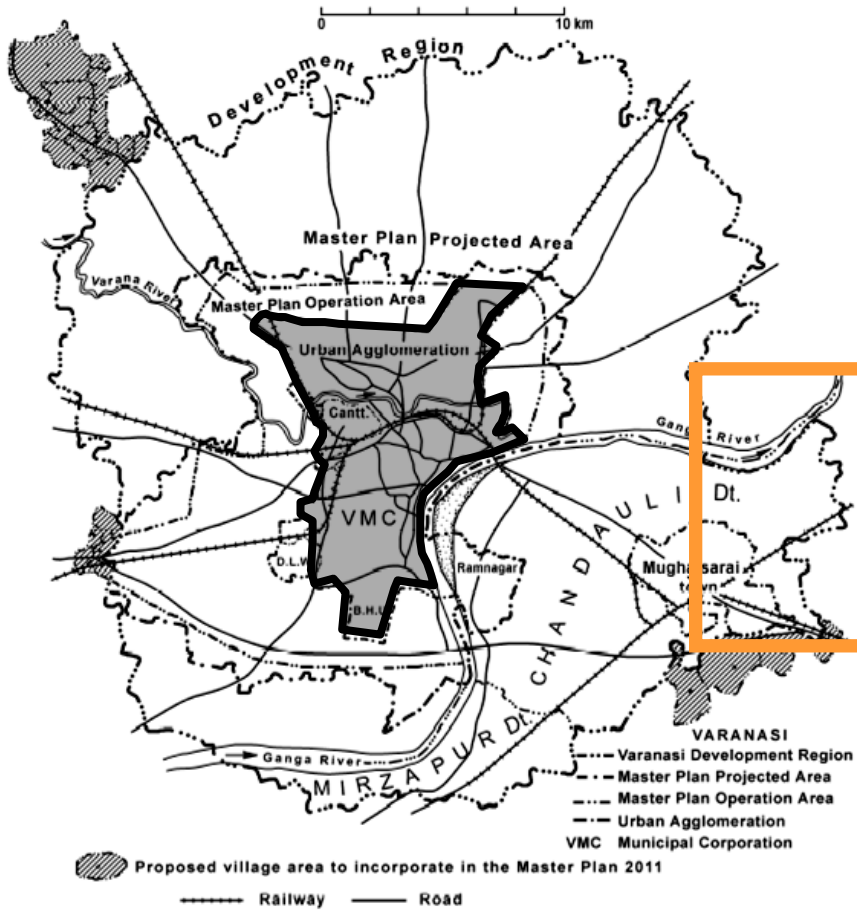 0 10 km
Development Region
Master Plan Projected Area
Varana River
Master Plan Operation Area
Urban Agglomeration
Cantt.
Ganga River
CHANDAULI Dt.
VMC
D.L.W
Ramnagar
Mughalsarai
town
B.H.U
Ganga River
MIRZAPUR Dt.
VARANASI
Varanasi Development Region
Master Plan Projected Area
Master Plan Operation Area
Urban Agglomeration
VMC Municipal Corporation
Proposed village area to incorporate in the Master Plan 2011
Railway Road